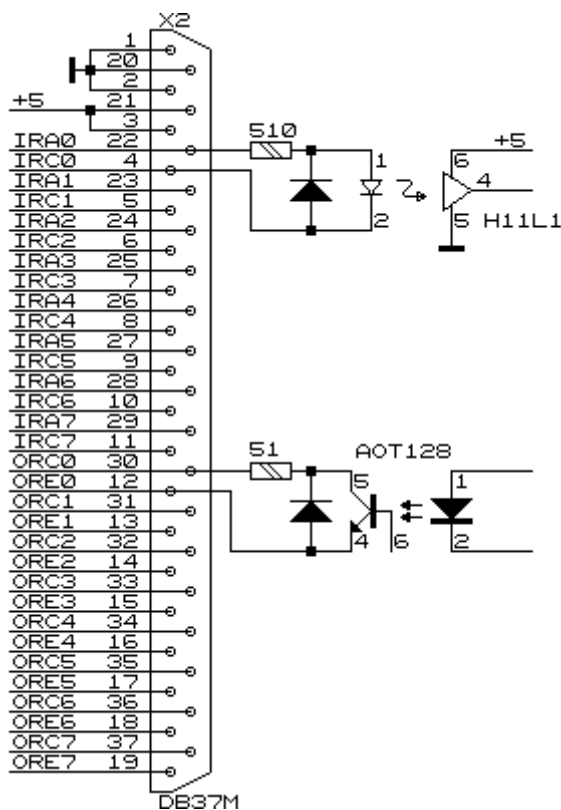 X2
1
20
2
+5 21
3
IRA0 22
IRC0 4
IRA1 23
IRC1 5
IRA2 24
IRC2 6
IRA3 25
IRC3 7
IRA4 26
IRC4 8
IRA5 27
IRC5 9
IRA6 28
IRC6 10
IRA7 29
IRC7 11
ORC0 30
ORE0 12
ORC1 31
ORE1 13
ORC2 32
ORE2 14
ORC3 33
ORE3 15
ORC4 34
ORE4 16
ORC5 35
ORE5 17
ORC6 36
ORE6 18
ORC7 37
ORE7 19
DB37M
510
1
2
+5
6
4
5 H11L1
51
AOT128
5
4
6
1
2